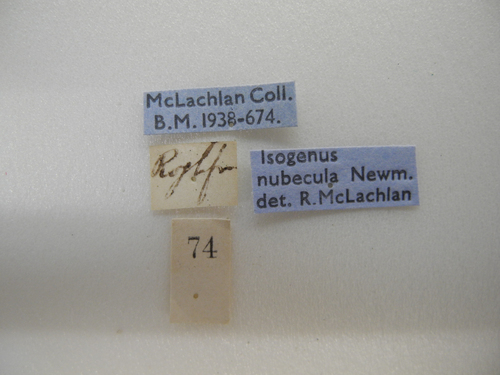 McLachlan Coll.
B.M. 1938-674.
Isogenus
nubecula Newm.
det. R. McLachlan
74